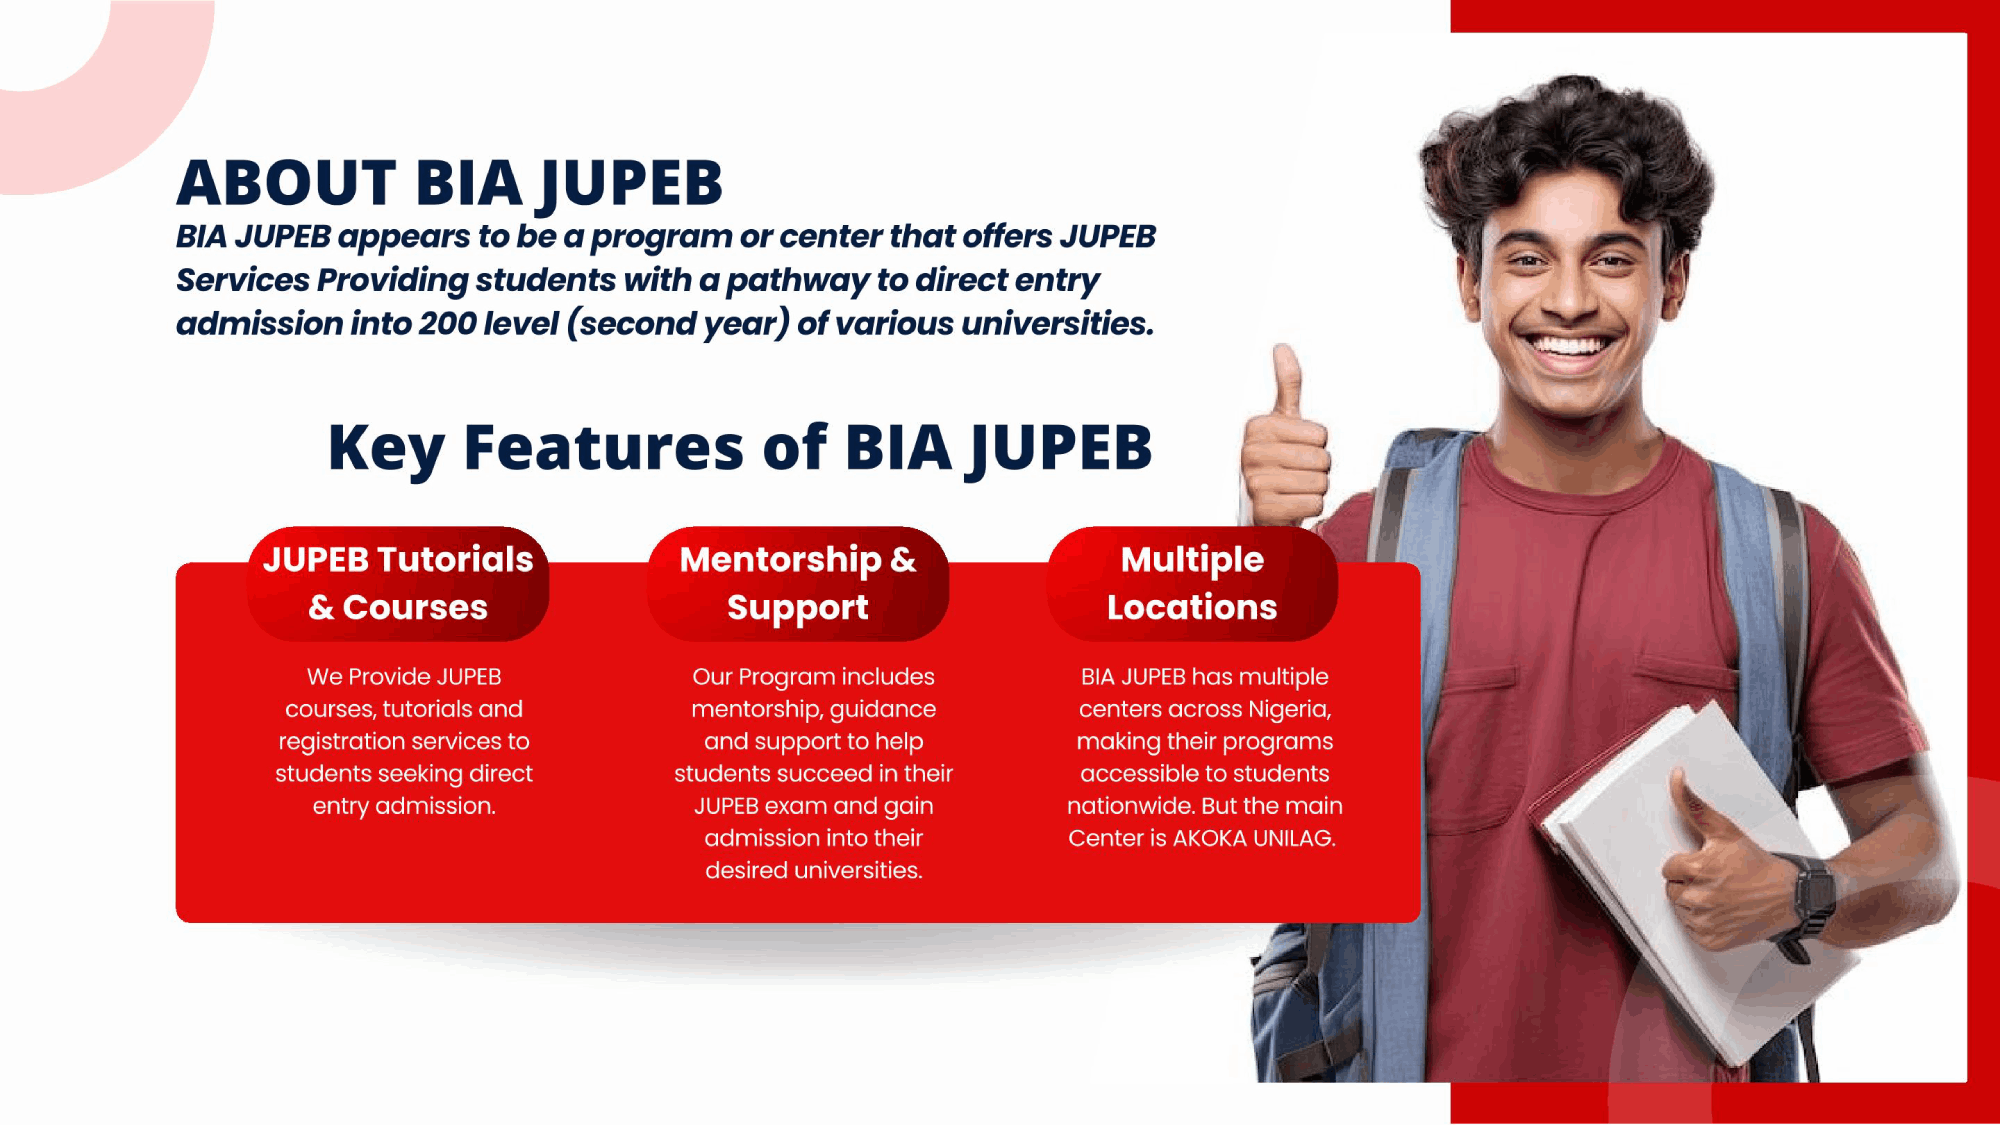 ABOUT BIA JUPEB
BIA JUPEB appears to be a program or center that offers JUPEB
Services Providing students with a pathway to direct entry
admission into 200 level (second year) of various universities.
Key Features of BIA JUPEB
JUPEB Tutorials
& Courses
We Provide JUPEB
courses, tutorials and
registration services to
students seeking direct
entry admission.
Mentorship &
Support
Our Program includes
mentorship, guidance
and support to help
students succeed in their
JUPEB exam and gain
admission into their
desired universities.
Multiple
Locations
BIA JUPEB has multiple
centers across Nigeria,
making their programs
accessible to students
nationwide. But the main
Center is AKOKA UNILAG.